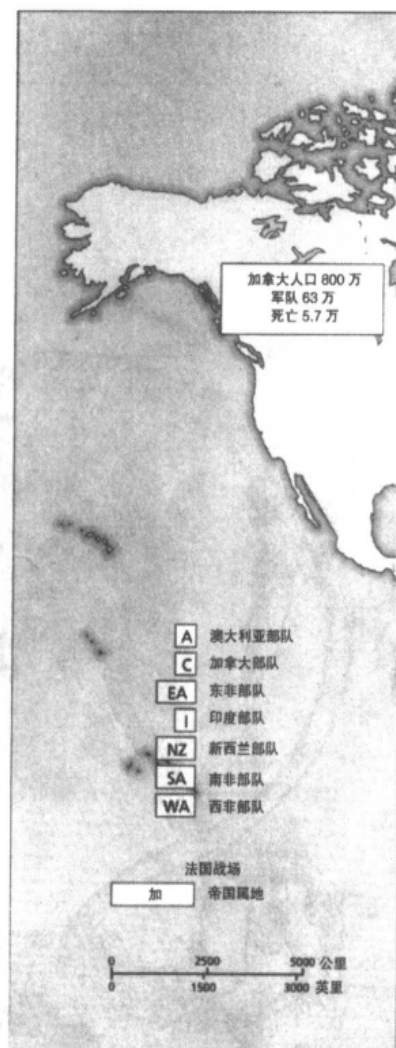 加拿大人口 800 万
军队 63 万
死亡 5.7 万
A 澳大利亚部队
C 加拿大部队
EA 东非部队
I 印度部队
NZ 新西兰部队
SA 南非部队
WA 西非部队
法国战场
加 帝国属地
0 2500 5000 公里
0 1500 3000 英里